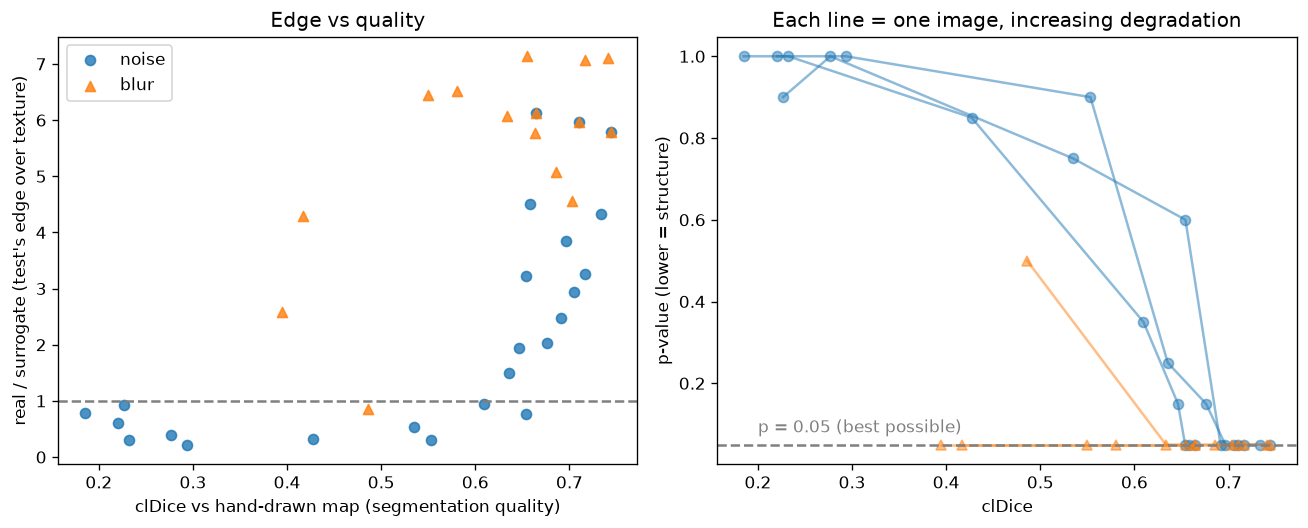 Edge vs quality
noise
blur
real / surrogate (test's edge over texture)
7
6
5
4
3
2
1
0
0.2
0.3
0.4
0.5
0.6
0.7
clDice vs hand-drawn map (segmentation quality)
Each line = one image, increasing degradation
p-value (lower = structure)
1.0
0.8
0.6
0.4
0.2
p = 0.05 (best possible)
0.2
0.3
0.4
0.5
0.6
0.7
clDice